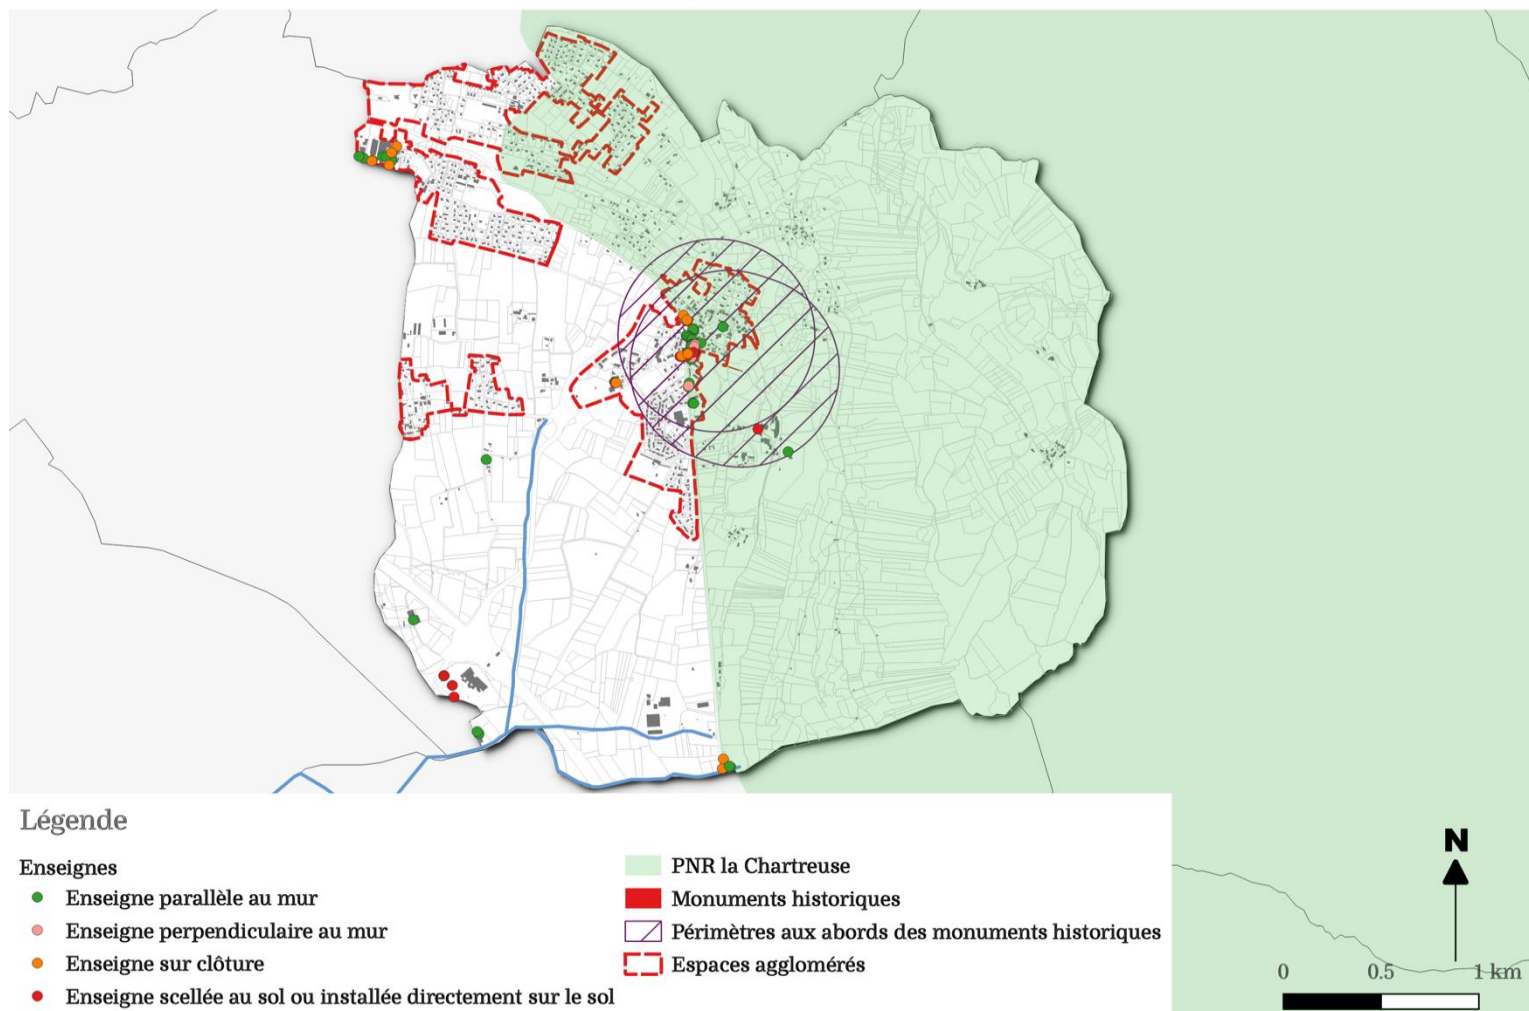 Légende
Enseignes
Enseigne parallèle au mur
Enseigne perpendiculaire au mur
Enseigne sur clôture
Enseigne scellée au sol ou installée directement sur le sol
PNR la Chartreuse
Monuments historiques
Périmètres aux abords des monuments historiques
Espaces agglomérés
N
0 0.5 1 km